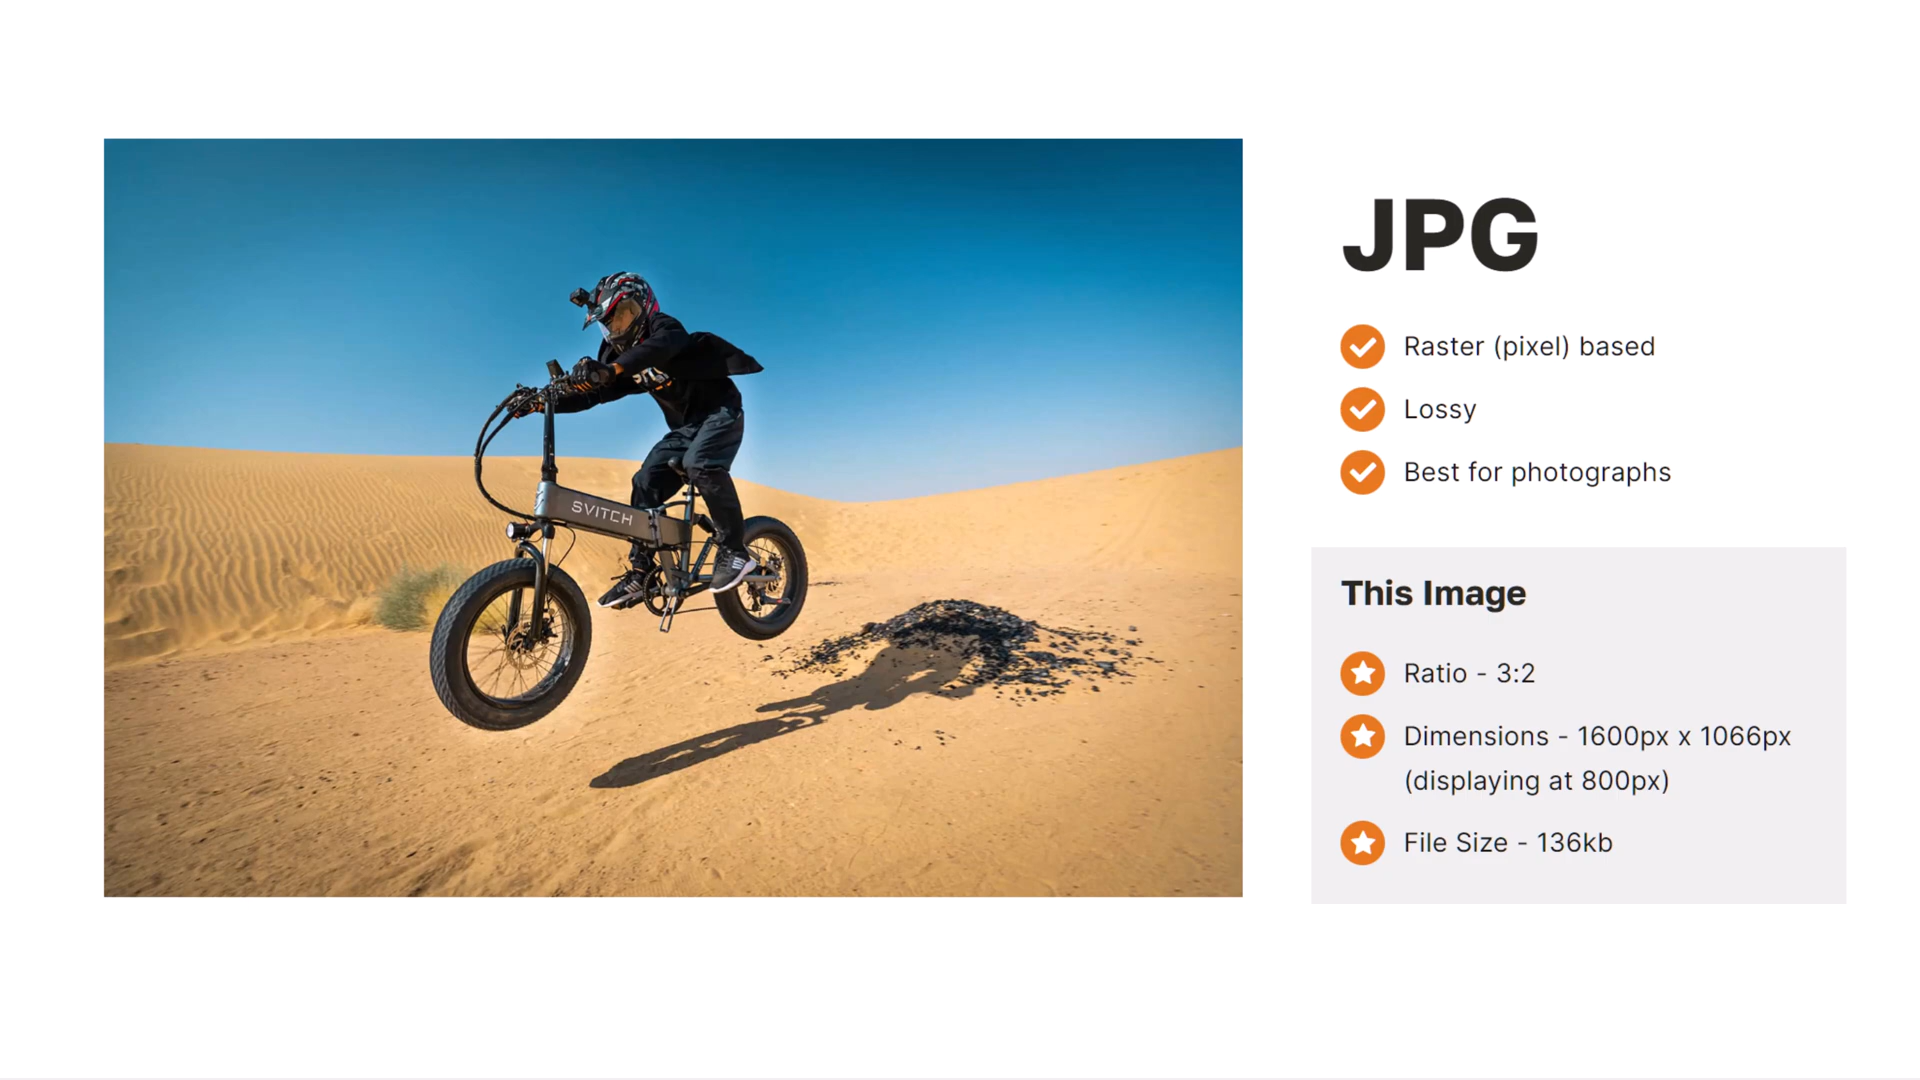 SVITCH
JPG
Raster (pixel) based
Lossy
Best for photographs
This Image
Ratio - 3:2
Dimensions - 1600px x 1066px
(displaying at 800px)
File Size - 136kb